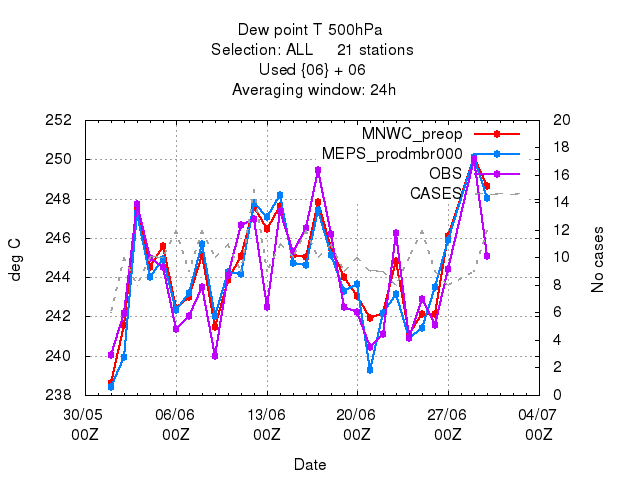 Dew point T 500hPa
Selection: ALL 21 stations
Used {06} + 06
Averaging window: 24h
252 20
MNWC_preop 18
250 MEPS_prodmbr000 16
OBS
248 CASES 14
246 12
deg C 10 No cases
244 8
242 6
240 4
2
238 0
30/05 06/06 13/06 20/06 27/06 04/07
00Z 00Z 00Z 00Z 00Z 00Z
Date